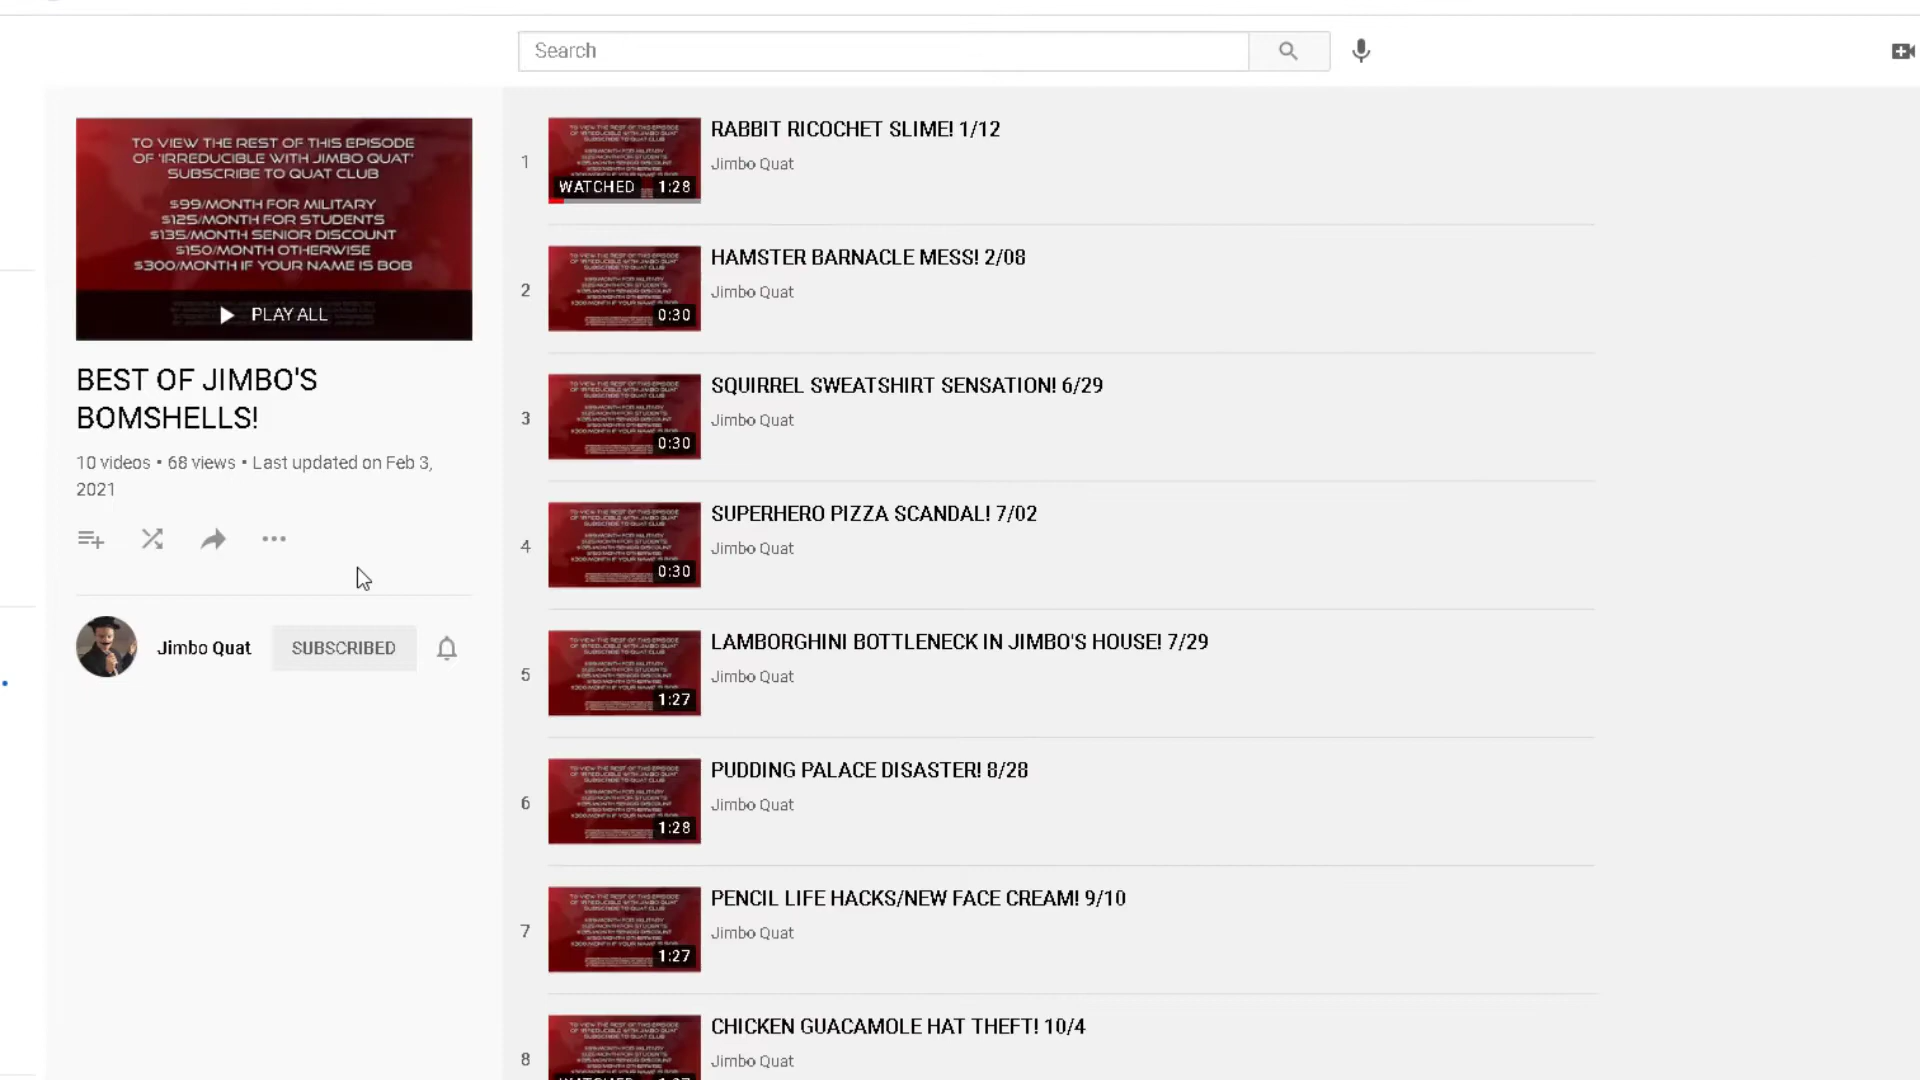 Search
TO VIEW THE REST OF THIS EPISODE
OF 'IRREDUCIBLE WITH JIMBO QUAT'
SUBSCRIBE TO QUAT CLUB
$99/MONTH FOR MILITARY
$125/MONTH FOR STUDENTS
$135/MONTH SENIOR DISCOUNT
$150/MONTH OTHERWISE
$300/MONTH IF YOUR NAME IS BOB
PLAY ALL
BEST OF JIMBO'S
BOMSHELLS!
10 videos • 68 views • Last updated on Feb 3,
2021
Jimbo Quat SUBSCRIBED
1
WATCHED 1:28
RABBIT RICOCHET SLIME! 1/12
Jimbo Quat
2
0:30
HAMSTER BARNACLE MESS! 2/08
Jimbo Quat
3
0:30
SQUIRREL SWEATSHIRT SENSATION! 6/29
Jimbo Quat
4
0:30
SUPERHERO PIZZA SCANDAL! 7/02
Jimbo Quat
5
1:27
LAMBORGHINI BOTTLENECK IN JIMBO'S HOUSE! 7/29
Jimbo Quat
6
1:28
PUDDING PALACE DISASTER! 8/28
Jimbo Quat
7
1:27
PENCIL LIFE HACKS/NEW FACE CREAM! 9/10
Jimbo Quat
8
CHICKEN GUACAMOLE HAT THEFT! 10/4
Jimbo Quat